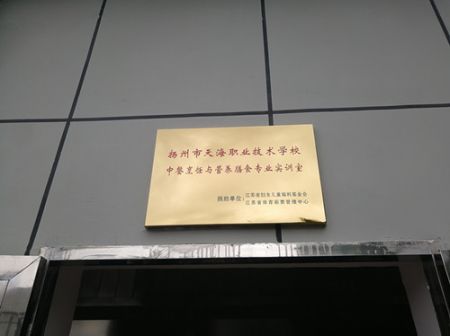 扬州市天海职业技术学校
中餐烹饪与营养膳食专业实训室
捐助单位:江苏省妇女儿童福利基金会
江苏省体育彩票管理中心